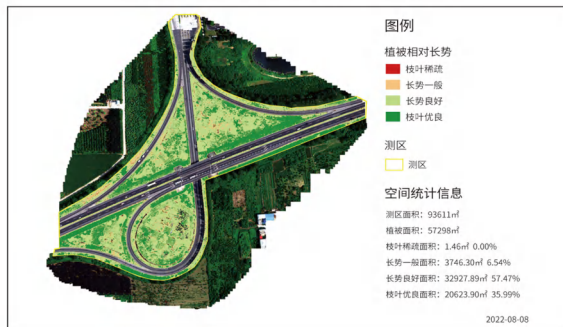 图例
植被相对长势
枝叶稀疏
长势一般
长势良好
枝叶优良
测区
测区
空间统计信息
测区面积：93611㎡
植被面积：57298㎡
枝叶稀疏面积：1.46㎡ 0.00%
长势一般面积：3746.30㎡ 6.54%
长势良好面积：32927.89㎡ 57.47%
枝叶优良面积：20623.90㎡ 35.99%
2022-08-08